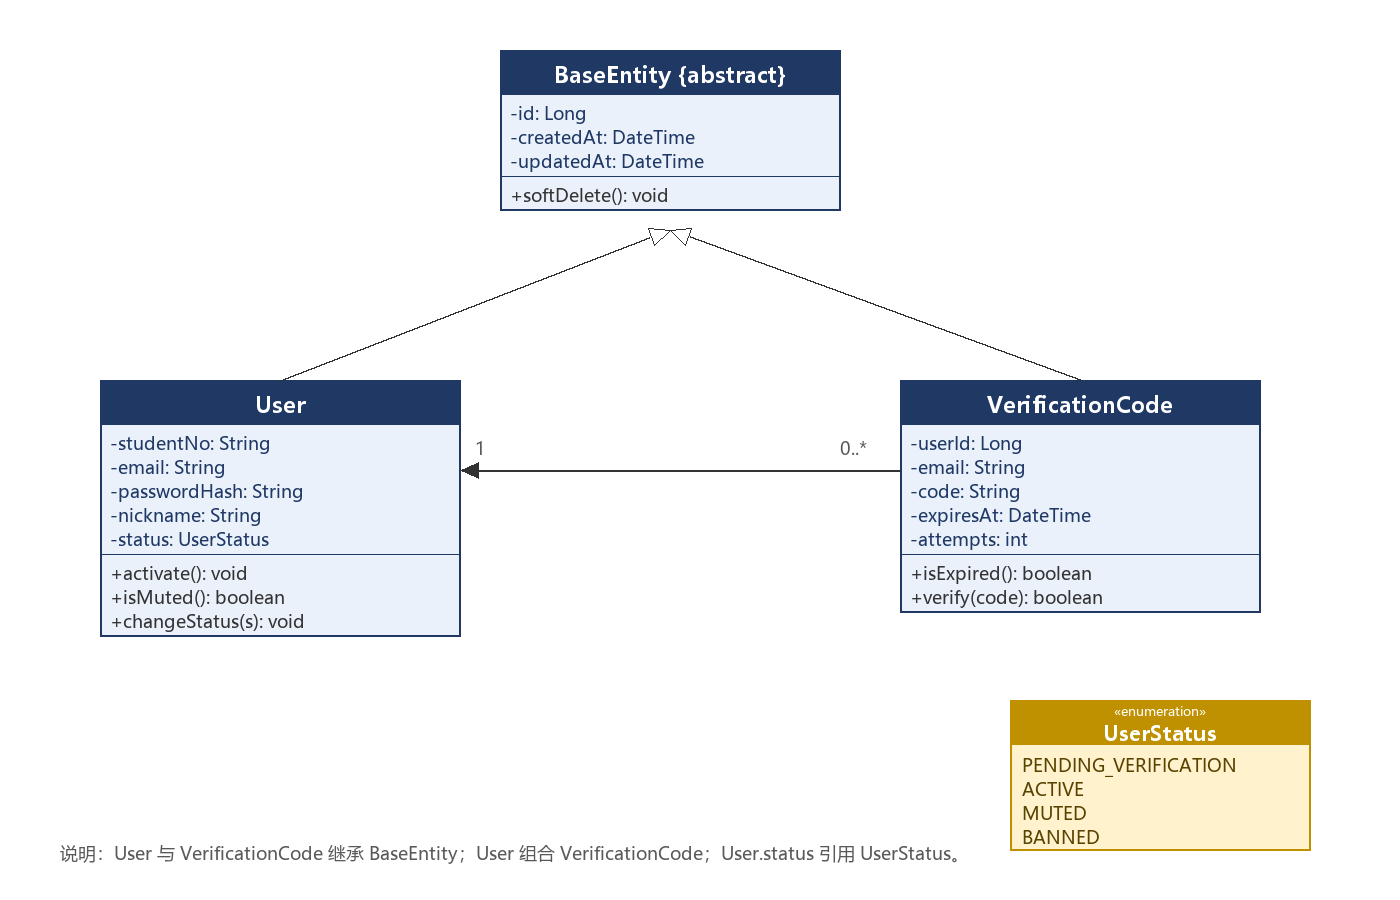 BaseEntity {abstract}
-id: Long
-createdAt: DateTime
-updatedAt: DateTime
+softDelete(): void
User
-studentNo: String
-email: String
-passwordHash: String
-nickname: String
-status: UserStatus
+activate(): void
+isMuted(): boolean
+changeStatus(s): void
1
0..*
VerificationCode
-userId: Long
-email: String
-code: String
-expiresAt: DateTime
-attempts: int
+isExpired(): boolean
+verify(code): boolean
«enumeration»
UserStatus
PENDING_VERIFICATION
ACTIVE
MUTED
BANNED
说明：User 与 VerificationCode 继承 BaseEntity；User 组合 VerificationCode；User.status 引用 UserStatus。